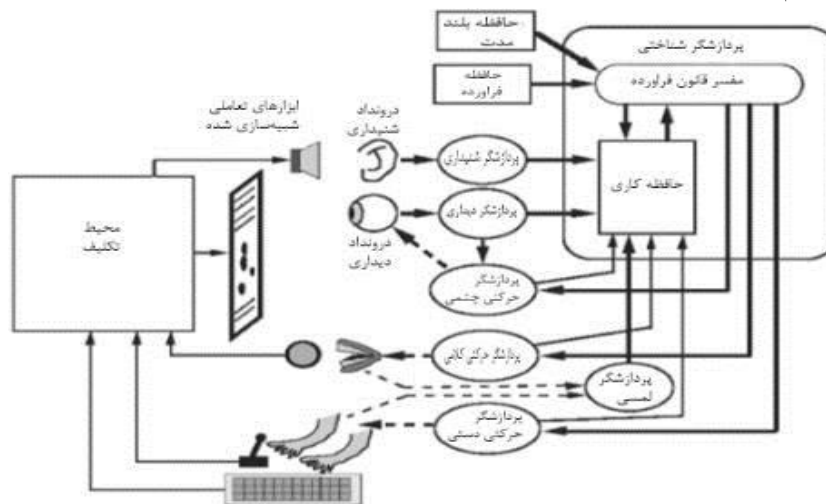 حافظه بلند
مدت
حافظه
فراورده
پردازشگر شناختی
مفسر قانون فراورده
حافظه کاری
ابزارهای تعاملی
شبیه‌سازی شده
درونداد
شنیداری
پردازشگر شنیداری
پردازشگر دیداری
درونداد
دیداری
پردازشگر
حرکتی چشمی
محیط
تکلیف
پردازشگر حرکتی کلامی
پردازشگر
لمسی
پردازشگر
حرکتی دستی